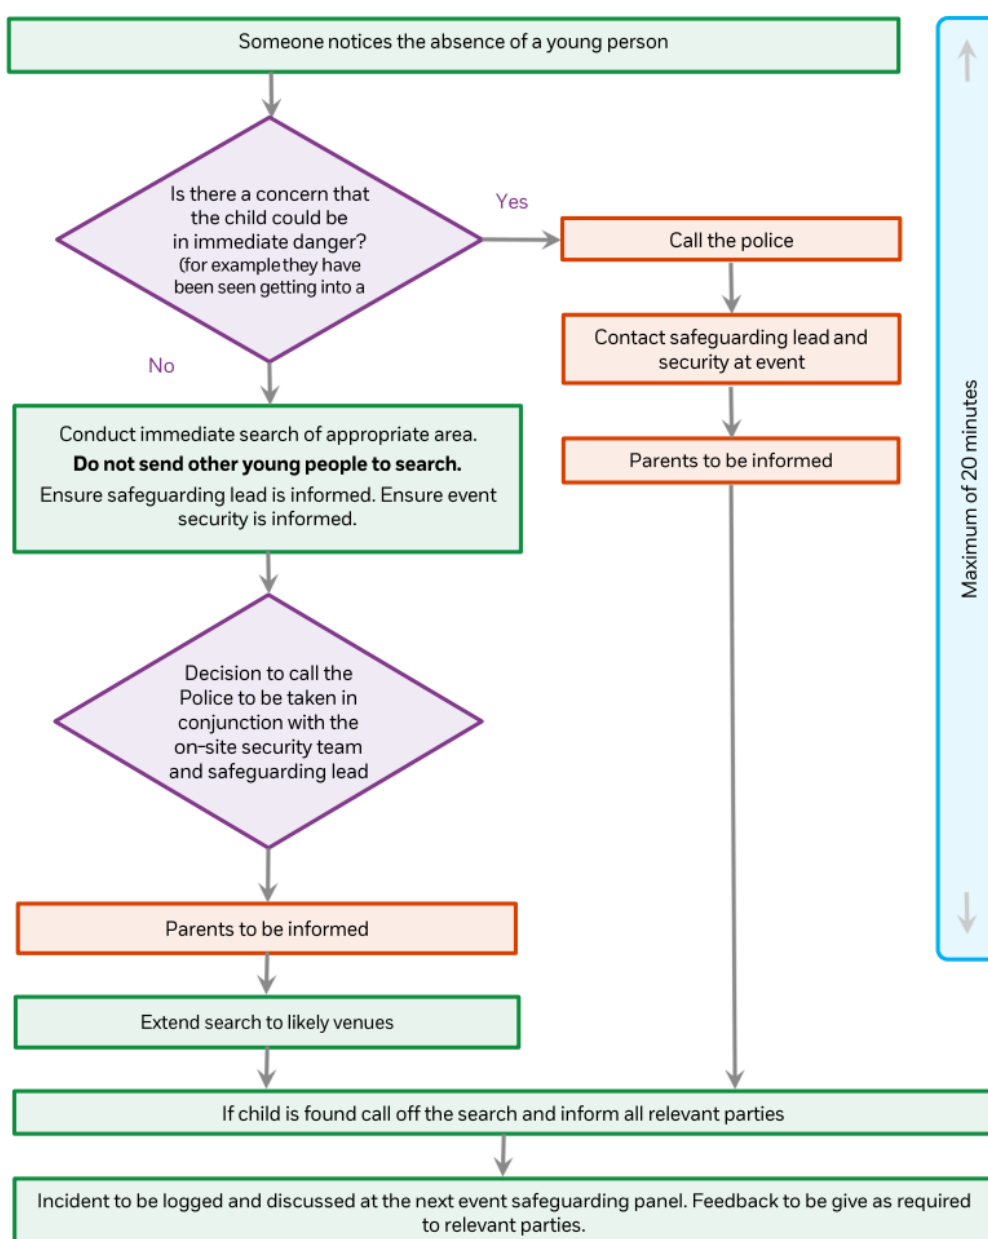 Someone notices the absence of a young person
Is there a concern that
the child could be
in immediate danger?
(for example they have
been seen getting into a
Yes
Call the police
Contact safeguarding lead and
security at event
Parents to be informed
No
Conduct immediate search of appropriate area.
Do not send other young people to search.
Ensure safeguarding lead is informed. Ensure event
security is informed.
Decision to call the
Police to be taken in
conjunction with the
on-site security team
and safeguarding lead
Parents to be informed
Extend search to likely venues
Maximum of 20 minutes
If child is found call off the search and inform all relevant parties
Incident to be logged and discussed at the next event safeguarding panel. Feedback to be give as required
to relevant parties.